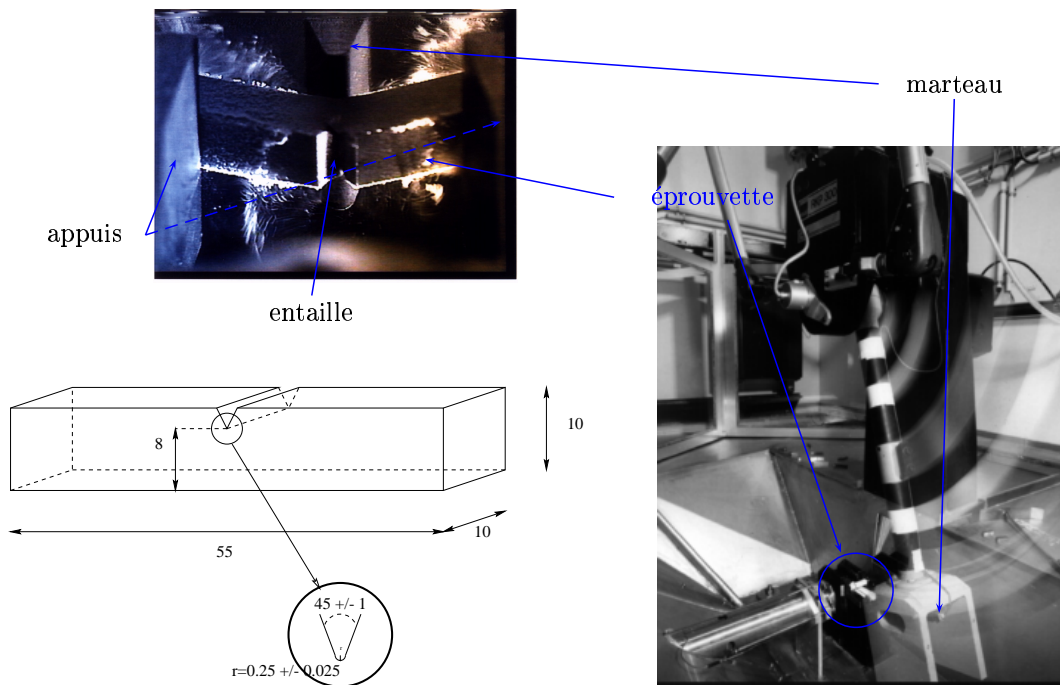 marteau
éprouvette
appuis
entaille
8
10
10
55
45 +/- 1
r=0.25 +/- 0.025